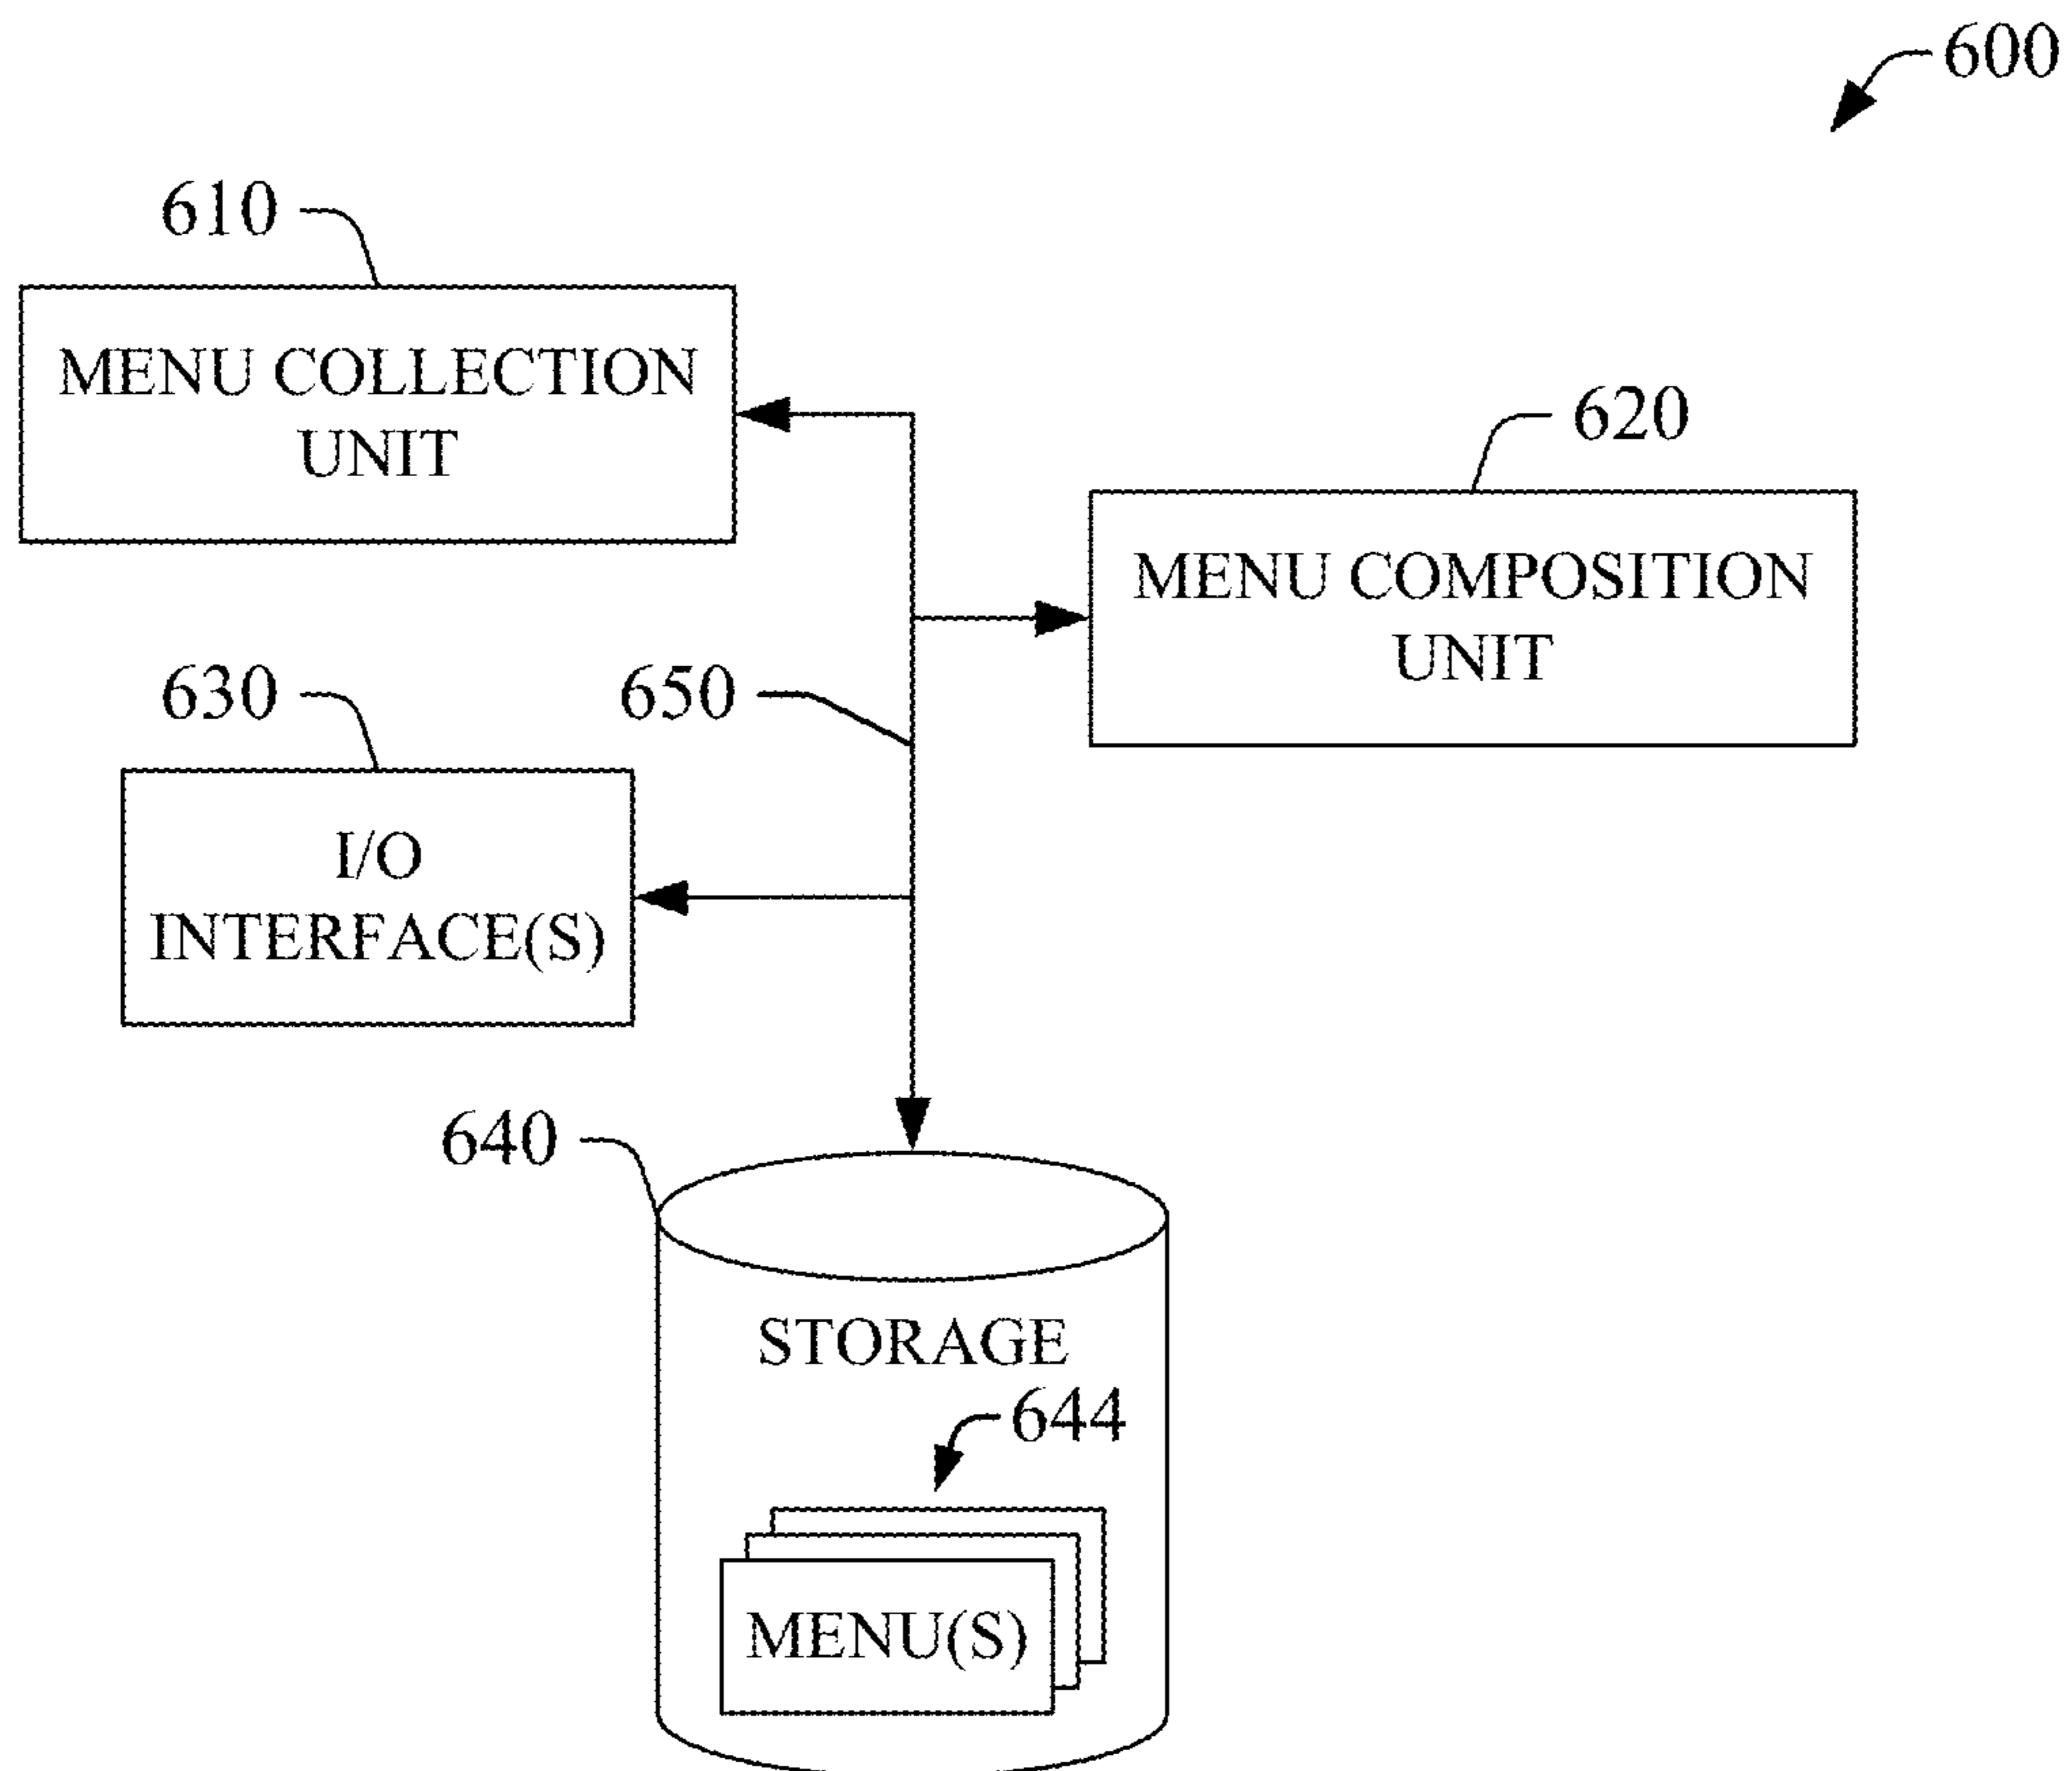 600
610
MENU COLLECTION
UNIT
620
MENU COMPOSITION
UNIT
630
650
I/O
INTERFACE(S)
640
STORAGE
644
MENU(S)